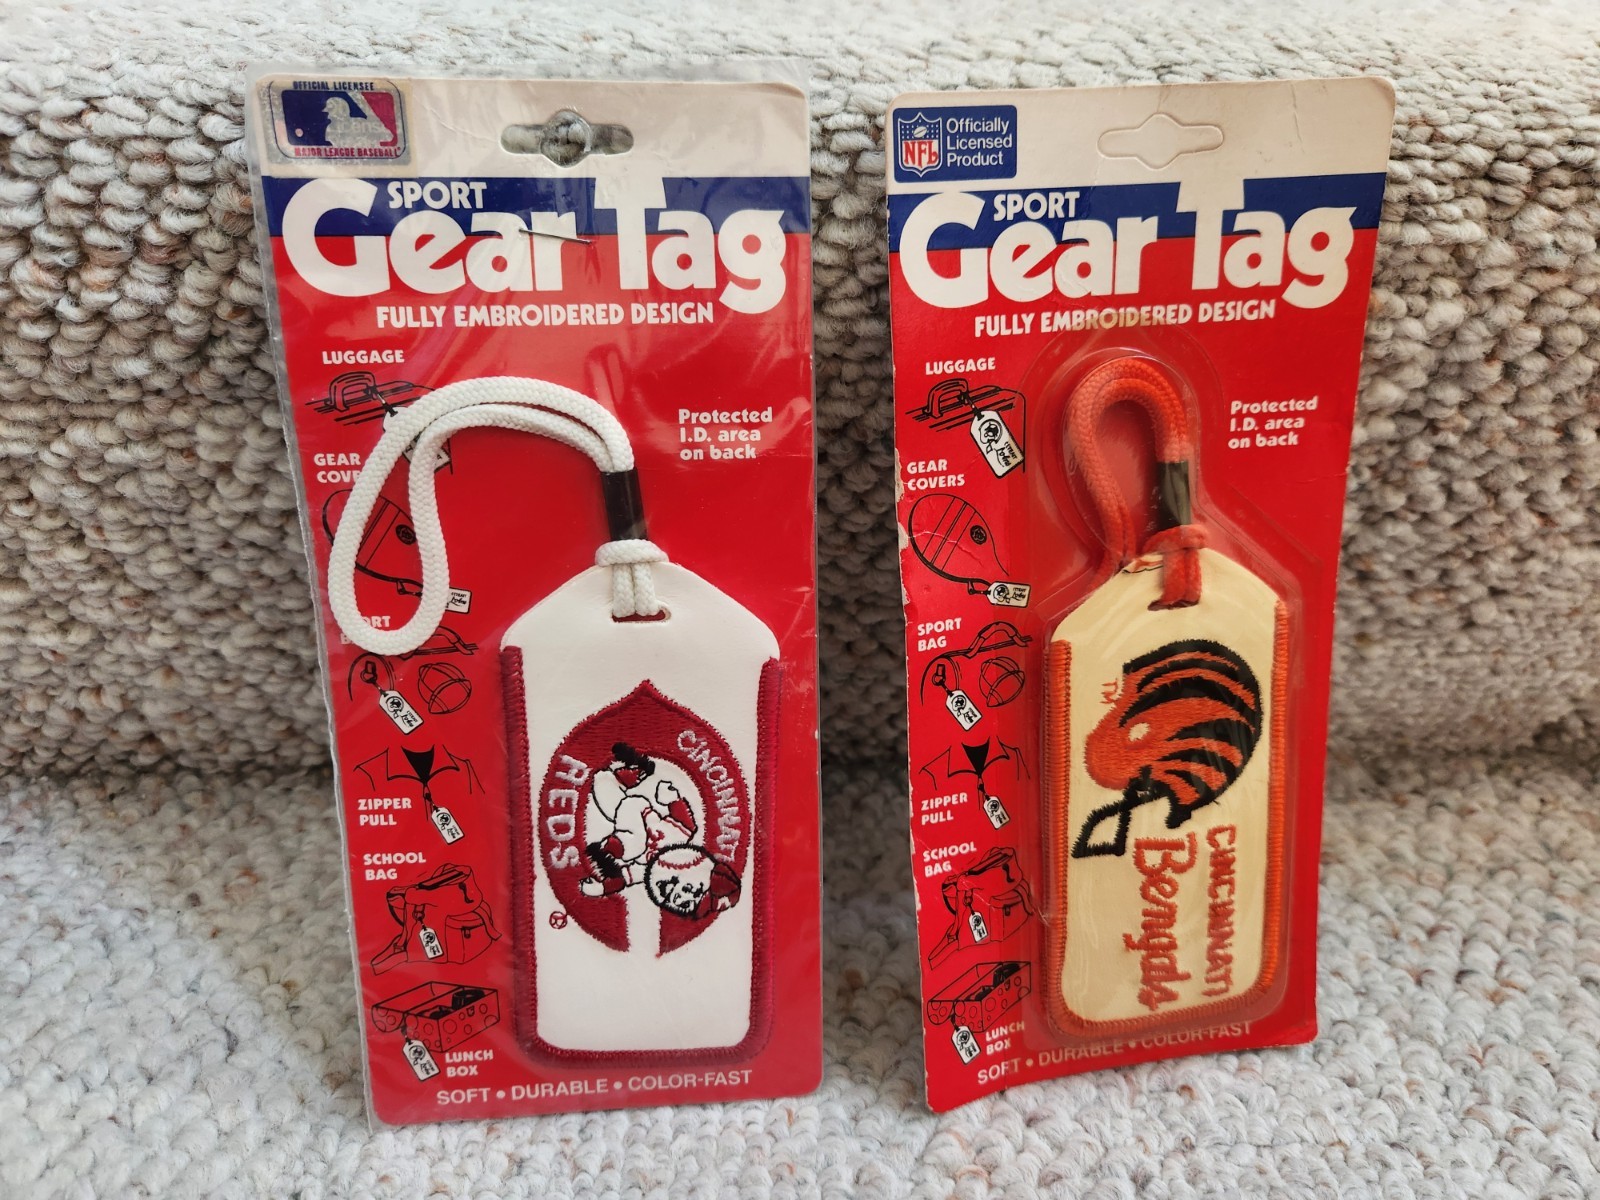 OFFICIAL LICENSEE
MAJOR LEAGUE BASEBALL
SPORT
Gear Tag
FULLY EMBROIDERED DESIGN
LUGGAGE
Protected
I.D. area
on back
GEAR
COVE
ORT
B
ZIPPER
PULL
SCHOOL
BAG
LUNCH
BOX
CINCINNATI
REDS
®
SOFT • DURABLE • COLOR-FAST
NFL
Officially
Licensed
Product
SPORT
Gear Tag
FULLY EMBROIDERED DESIGN
LUGGAGE
Protected
I.D. area
on back
GEAR
COVERS
SPORT
BAG
ZIPPER
PULL
SCHOOL
BAG
LUNCH
BOX
TM
CINCINNATI
Bengals
SOFT • DURABLE • COLOR-FAST